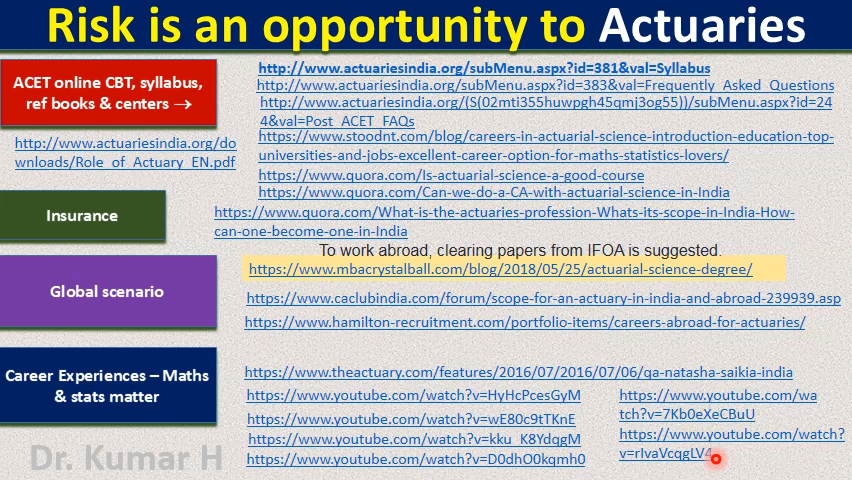 Risk is an opportunity to Actuaries
ACET online CBT, syllabus,
ref books & centers →
http://www.actuariesindia.org/do
wnloads/Role_of_Actuary_EN.pdf
http://www.actuariesindia.org/subMenu.aspx?id=381&val=Syllabus
http://www.actuariesindia.org/subMenu.aspx?id=383&val=Frequently_Asked_Questions
http://www.actuariesindia.org/(S(02mti355huwpgh45qmj3og55))/subMenu.aspx?id=24
4&val=Post_ACET_FAQs
https://www.stoodnt.com/blog/careers-in-actuarial-science-introduction-education-top-
universities-and-jobs-excellent-career-option-for-maths-statistics-lovers/
https://www.quora.com/Is-actuarial-science-a-good-course
https://www.quora.com/Can-we-do-a-CA-with-actuarial-science-in-India
Insurance
https://www.quora.com/What-is-the-actuaries-profession-Whats-its-scope-in-India-How-
can-one-become-one-in-India
To work abroad, clearing papers from IFOA is suggested.
Global scenario
https://www.mbacrystalball.com/blog/2018/05/25/actuarial-science-degree/
https://www.caclubindia.com/forum/scope-for-an-actuary-in-india-and-abroad-239939.asp
https://www.hamilton-recruitment.com/portfolio-items/careers-abroad-for-actuaries/
Career Experiences – Maths
& stats matter
https://www.theactuary.com/features/2016/07/2016/07/06/qa-natasha-saikia-india
https://www.youtube.com/watch?v=HyHcPcesGyM
https://www.youtube.com/watch?v=wE80c9tTKnE
https://www.youtube.com/watch?v=kku_K8YdqgM
https://www.youtube.com/watch?v=D0dhO0kqmh0
https://www.youtube.com/wa
tch?v=7Kb0eXeCBuU
https://www.youtube.com/watch?
v=rIvaVcqgLV4
Dr. Kumar H